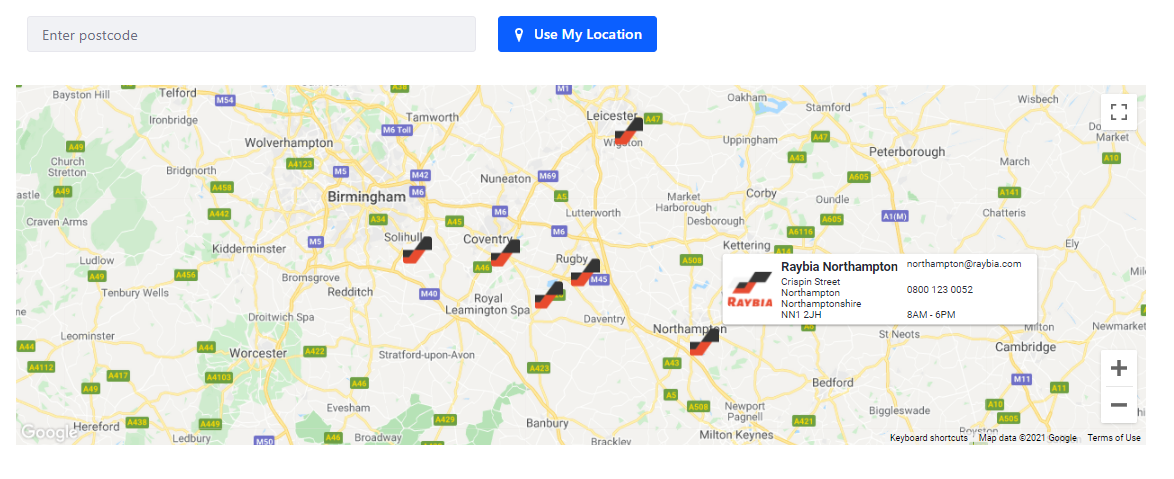 Enter postcode
Use My Location
Bayston Hill
Telford
M54
A38
M1
Oakham
Stamford
Wisbech
Ironbridge
M6 Toll
Tamworth
Leicester
A47
Wigston
Uppingham
A47
Peterborough
A49
Church
Stretton
Wolverhampton
A4123
Bridgnorth
M5
M42
Nuneaton
M69
A43
A605
March
A10
A49
A458
Birmingham
M6
A5
Market
Harborough
Corby
Oundle
A141
Craven Arms
A442
A34
A45
M6
Lutterworth
Desborough
A605
A1(M)
Chatteris
Kidderminster
M5
Solihull
Coventry
M6
Kettering
A6116
A14
Ely
Ludlow
A49
A456
Bromsgrove
A46
Rugby
M45
A508
Tenbury Wells
Redditch
M40
Royal
Leamington Spa
Daventry
Raybia Northampton
northampton@raybia.com
Crispin Street
Northampton
Northamptonshire
NN1 2JH
0800 123 0052
8AM - 6PM
RAYBIA
Leominster
Droitwich Spa
Northampton
St Neots
Milton
Newmarket
A44
A4112
A44
Worcester
A422
Stratford-upon-Avon
A43
Cambridge
A417
A49
A4103
A46
A423
Bedford
M11
A11
Evesham
A5
A508
Newport
Pagnell
A421
Biggleswade
A10
A505
Hereford
A438
A449
A46
Broadway
A429
Banbury
Milton Keynes
Royston
Ledbury
M50
A423
Brackley
Google
Keyboard shortcuts
Map data ©2021 Google
Terms of Use